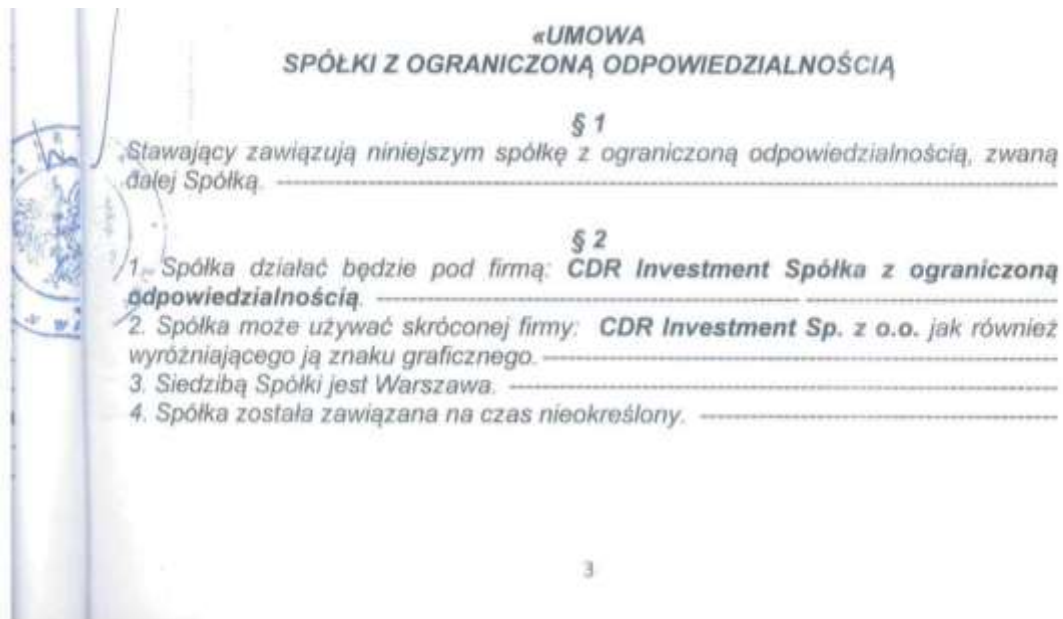 «UMOWA
SPÓŁKI Z OGRANICZONĄ ODPOWIEDZIALNOŚCIĄ
§ 1
Stawający zawiązują niniejszym spółkę z ograniczoną odpowiedzialnością, zwaną
dalej Spółką.
§ 2
1. Spółka działać będzie pod firmą: CDR Investment Spółka z ograniczoną
odpowiedzialnością.
2. Spółka może używać skróconej firmy: CDR Investment Sp. z o.o. jak również
wyróżniającego ją znaku graficznego.
3. Siedzibą Spółki jest Warszawa.
4. Spółka została zawiązana na czas nieokreślony.
3